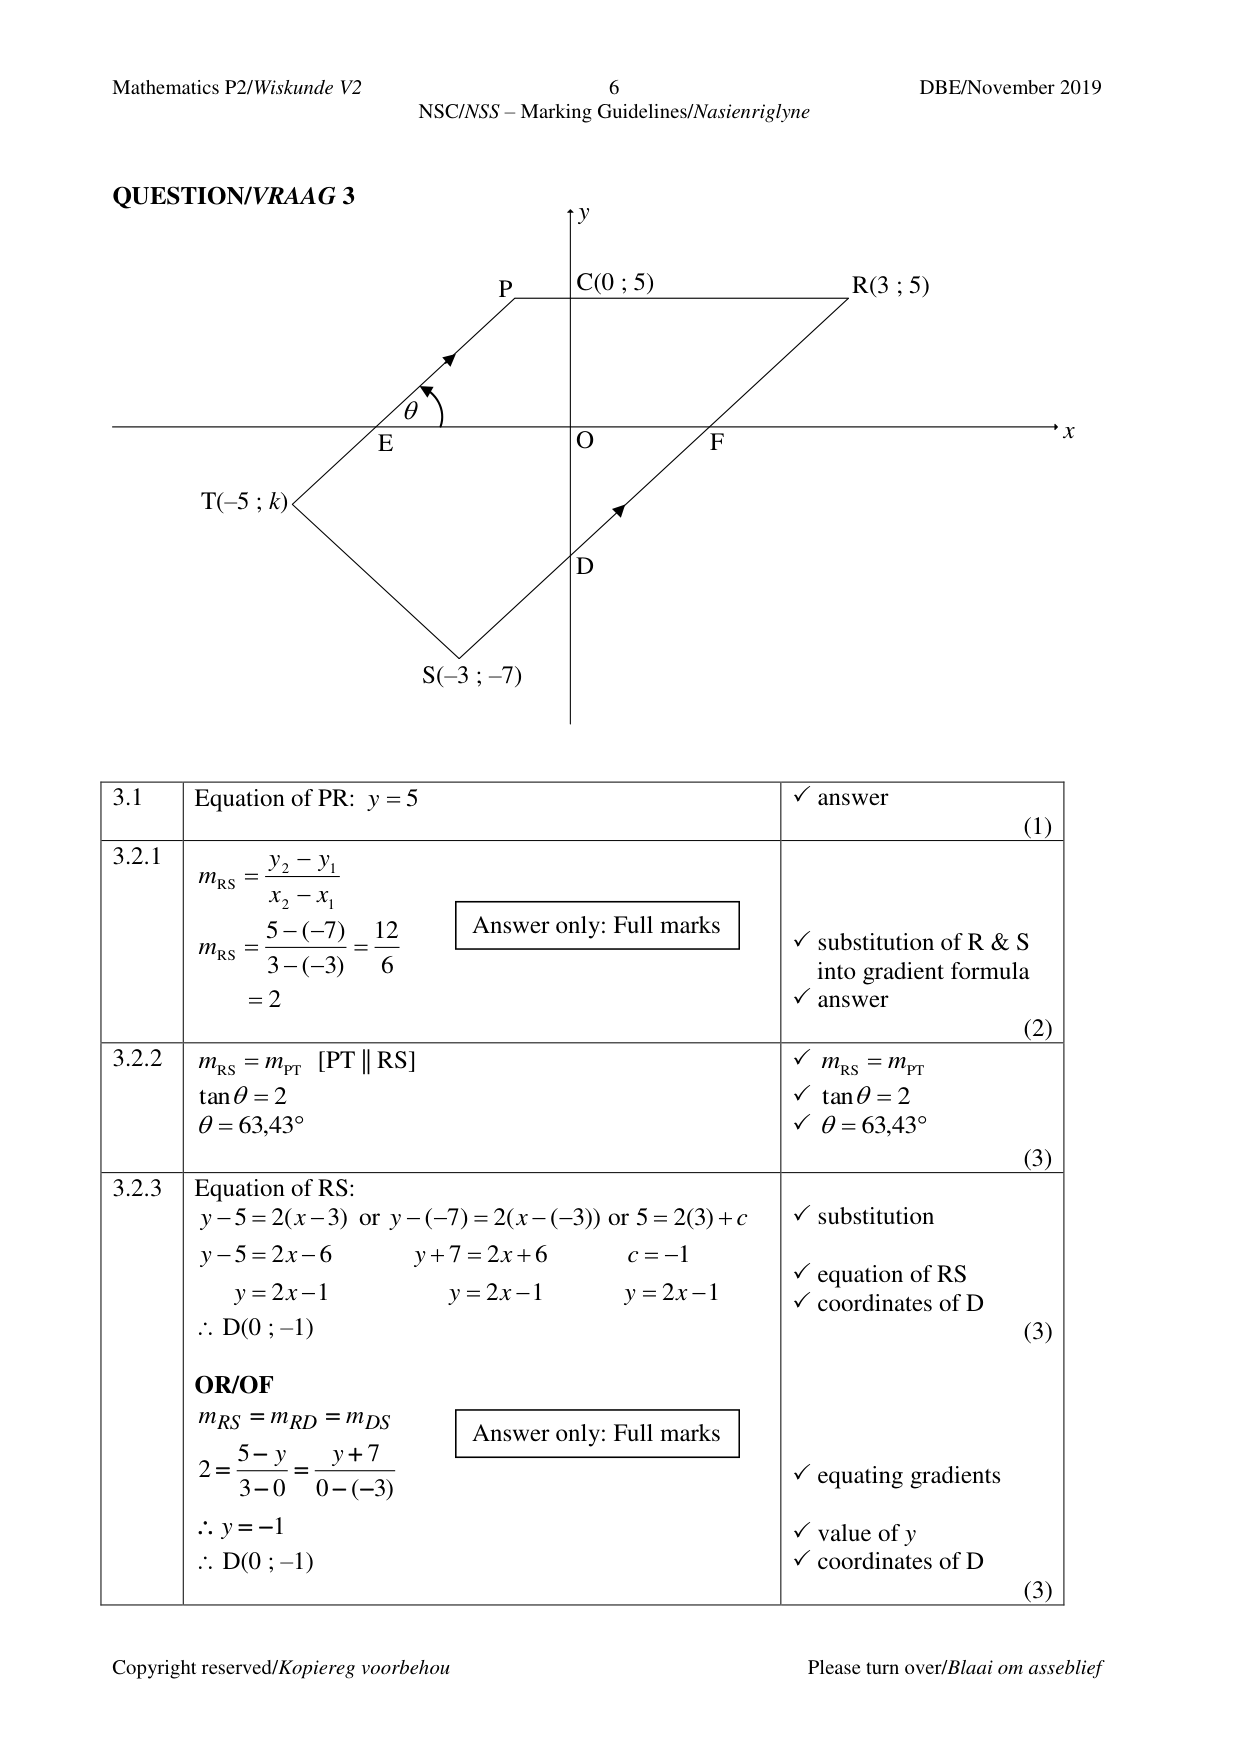 Mathematics P2/Wiskunde V2 6 DBE/November 2019
NSC/NSS – Marking Guidelines/Nasienriglyne
QUESTION/VRAAG 3
y
P C(0 ; 5) R(3 ; 5)
θ
E O F x
T(–5 ; k)
D
S(–3 ; –7)
3.1 Equation of PR: y = 5 ✓ answer
(1)
3.2.1 m_RS = (y₂ − y₁)/(x₂ − x₁)
Answer only: Full marks
m_RS = (5 − (−7))/(3 − (−3)) = 12/6 ✓ substitution of R & S
into gradient formula
= 2 ✓ answer
(2)
3.2.2 m_RS = m_PT [PT ∥ RS] ✓ m_RS = m_PT
tan θ = 2 ✓ tan θ = 2
θ = 63,43° ✓ θ = 63,43°
(3)
3.2.3 Equation of RS:
y − 5 = 2(x − 3) or y − (−7) = 2(x − (−3)) or 5 = 2(3) + c ✓ substitution
y − 5 = 2x − 6 y + 7 = 2x + 6 c = −1
✓ equation of RS
y = 2x − 1 y = 2x − 1 y = 2x − 1 ✓ coordinates of D
∴ D(0 ; –1) (3)
OR/OF
m_RS = m_RD = m_DS
Answer only: Full marks
2 = (5 − y)/(3 − 0) = (y + 7)/(0 − (−3)) ✓ equating gradients
∴ y = −1 ✓ value of y
∴ D(0 ; –1) ✓ coordinates of D
(3)
Copyright reserved/Kopiereg voorbehou Please turn over/Blaai om asseblief